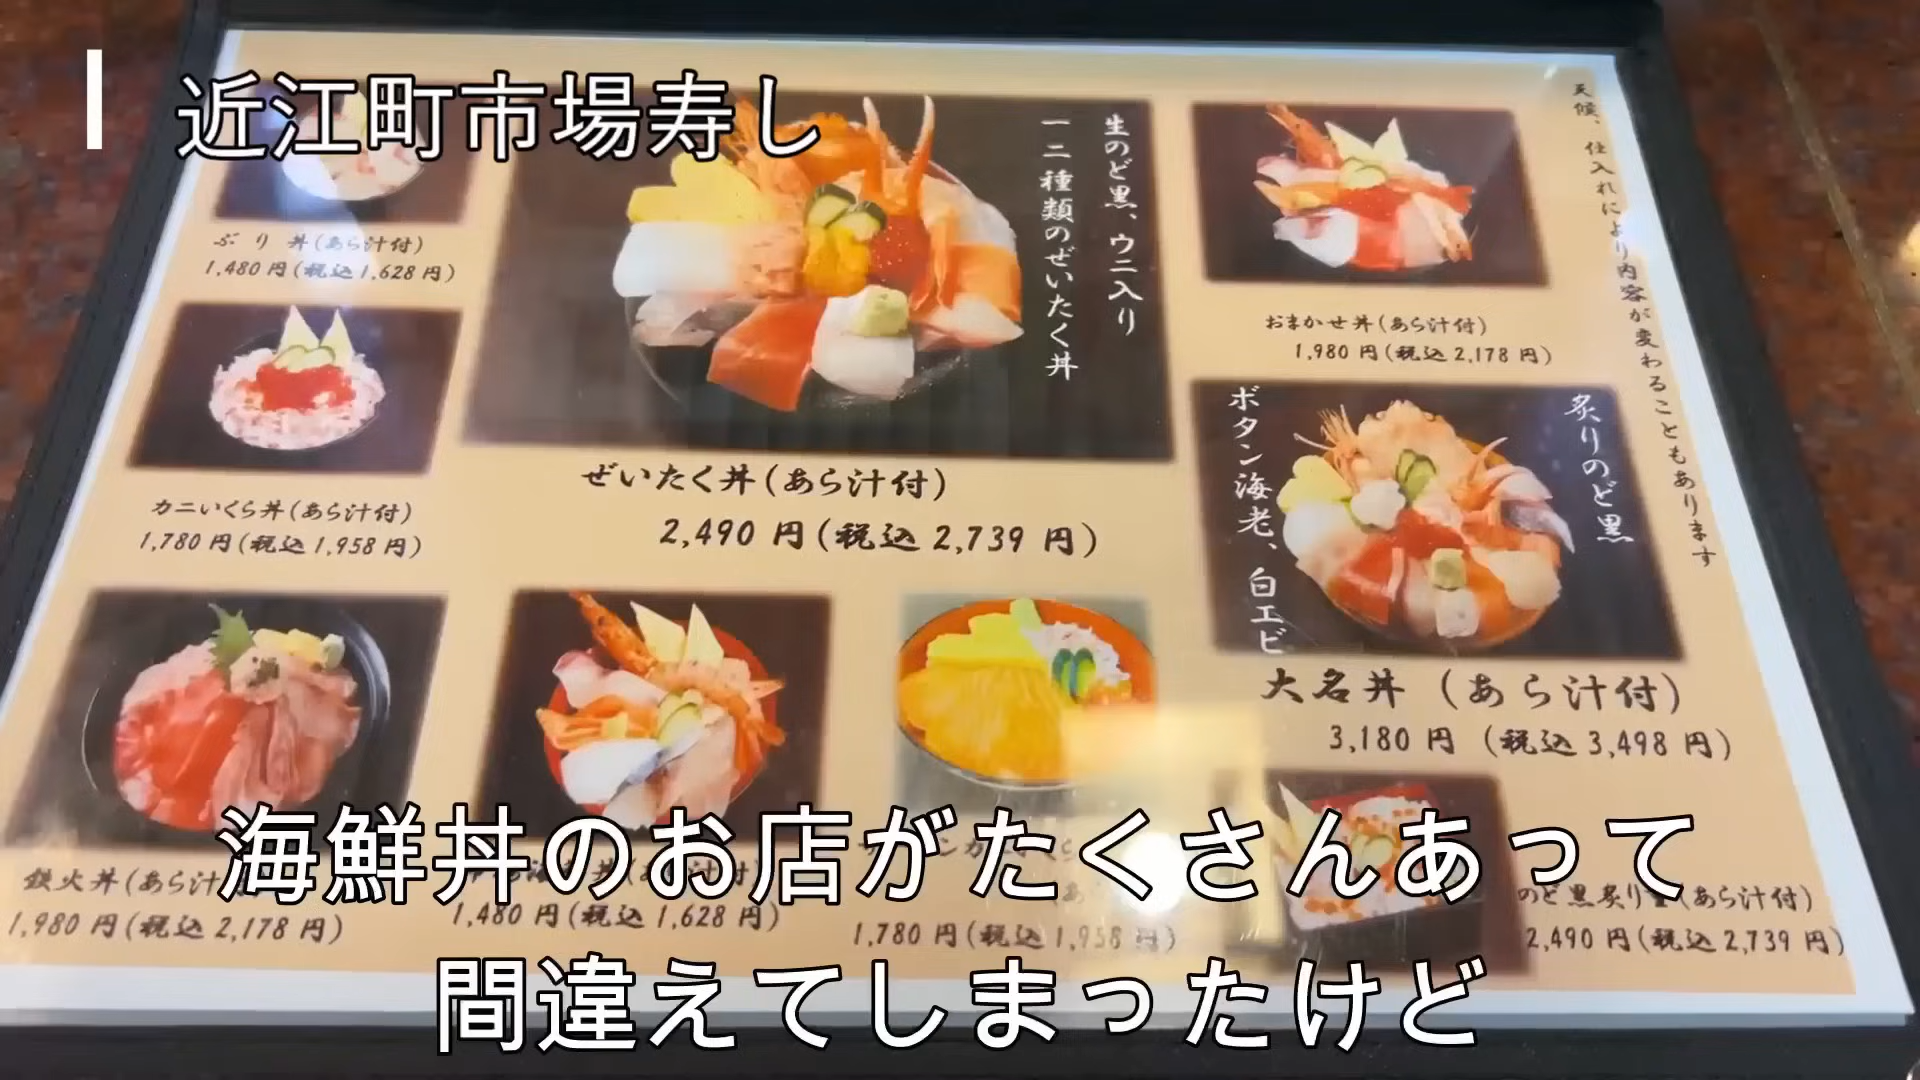 近江町市場寿し
天候、仕入れにより内容が変わることもあります
生のど黒、ウニ入り
一二種類のぜいたく丼
ぶり丼(あら汁付)
1,480円(税込1,628円)
おまかせ丼(あら汁付)
1,980円(税込2,178円)
カニいくら丼(あら汁付)
1,780円(税込1,958円)
ぜいたく丼(あら汁付)
2,490円(税込2,739円)
炙りのど黒
ボタン海老、白エビ
大名丼(あら汁付)
3,180円(税込3,498円)
鉄火丼(あら汁
1,980円(税込2,178円)
丼(あら汁付)
1,480円(税込1,628円)
1,780円(税込1,958円)
のど黒炙り重(あら汁付)
2,490円(税込2,739円)
海鮮丼のお店がたくさんあって
間違えてしまったけど